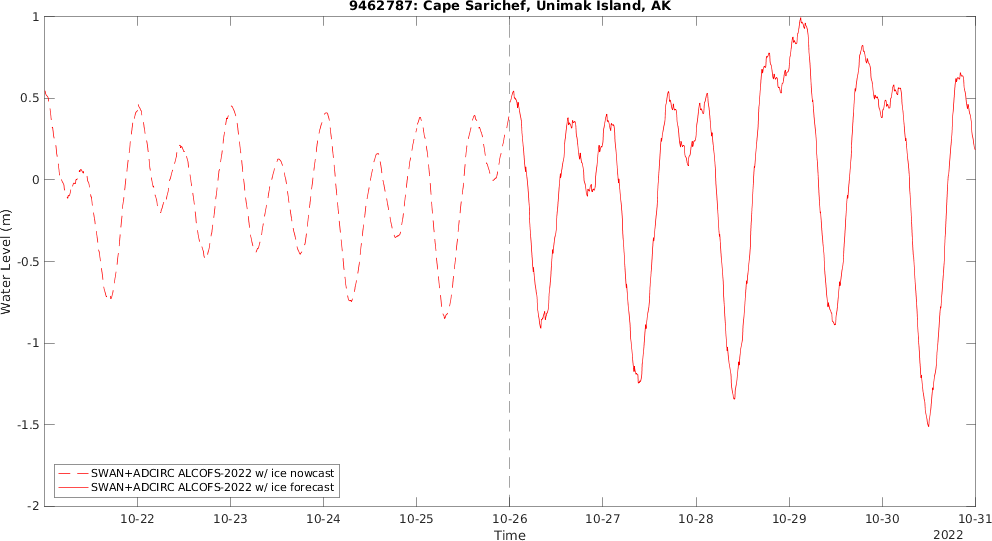 9462787: Cape Sarichef, Unimak Island, AK
1
0.5
0
-0.5
-1
-1.5
-2
Water Level (m)
SWAN+ADCIRC ALCOFS-2022 w/ ice nowcast
SWAN+ADCIRC ALCOFS-2022 w/ ice forecast
10-22 10-23 10-24 10-25 10-26 10-27 10-28 10-29 10-30 10-31
Time
2022